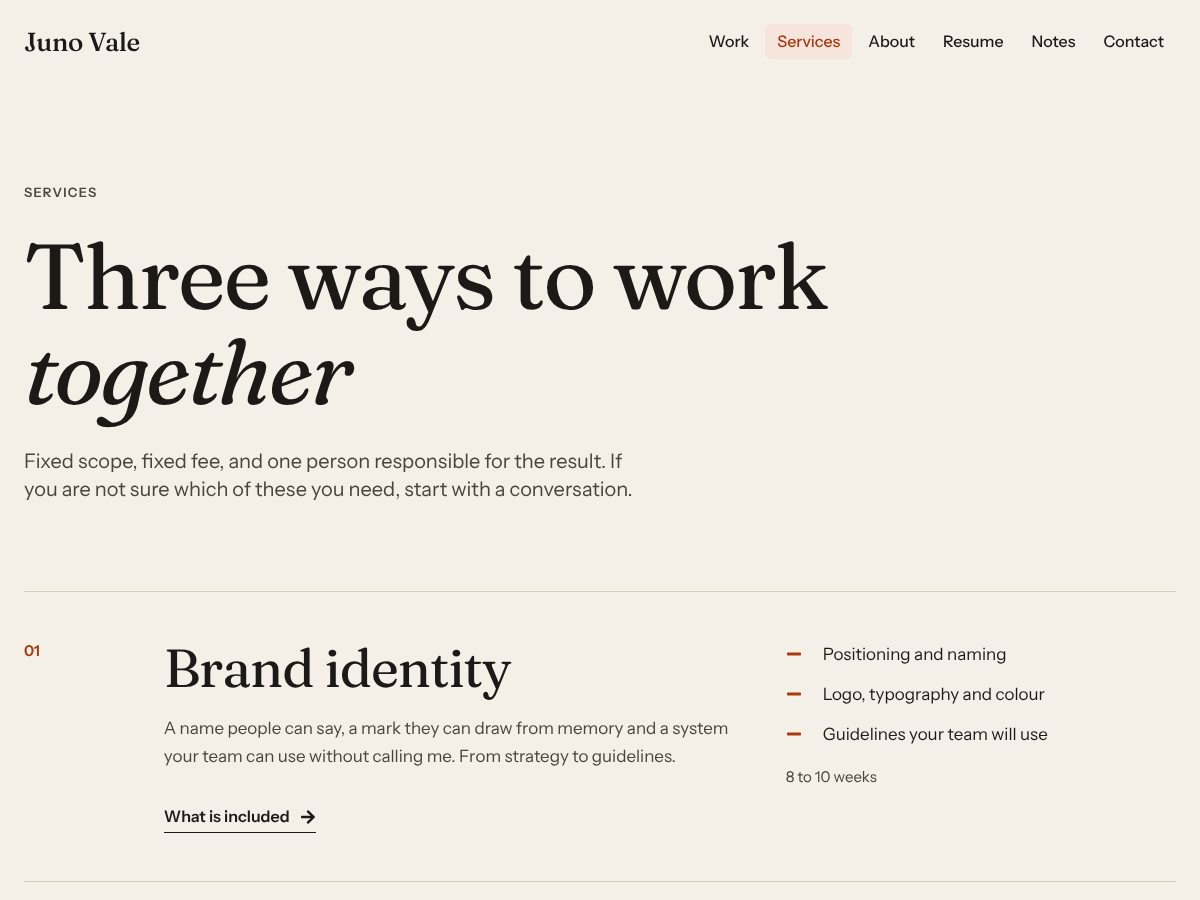 Juno Vale
Work Services About Resume Notes Contact
SERVICES
Three ways to work
together
Fixed scope, fixed fee, and one person responsible for the result. If
you are not sure which of these you need, start with a conversation.
01
Brand identity
A name people can say, a mark they can draw from memory and a system
your team can use without calling me. From strategy to guidelines.
What is included
Positioning and naming
Logo, typography and colour
Guidelines your team will use
8 to 10 weeks